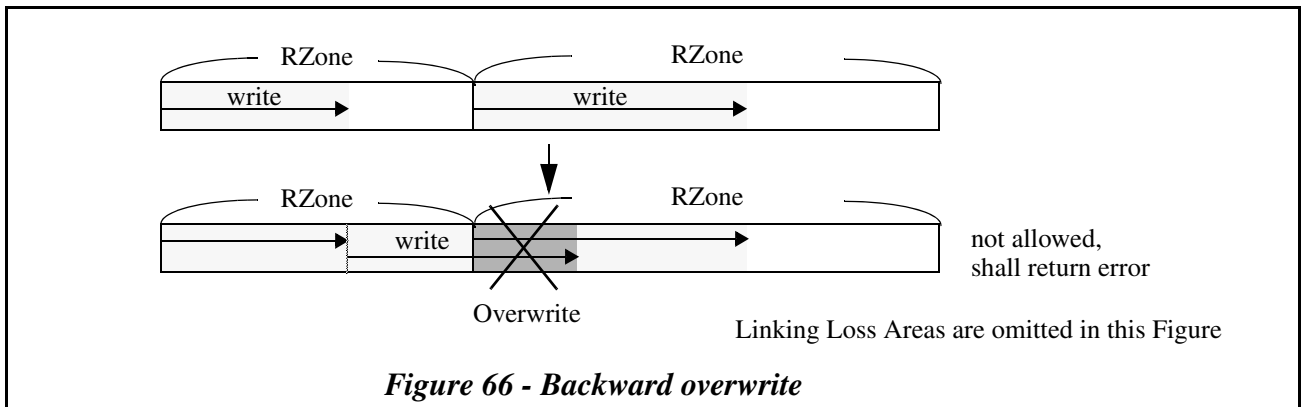 RZone RZone
write write
RZone RZone
write
not allowed,
shall return error
Overwrite
Linking Loss Areas are omitted in this Figure
Figure 66 - Backward overwrite